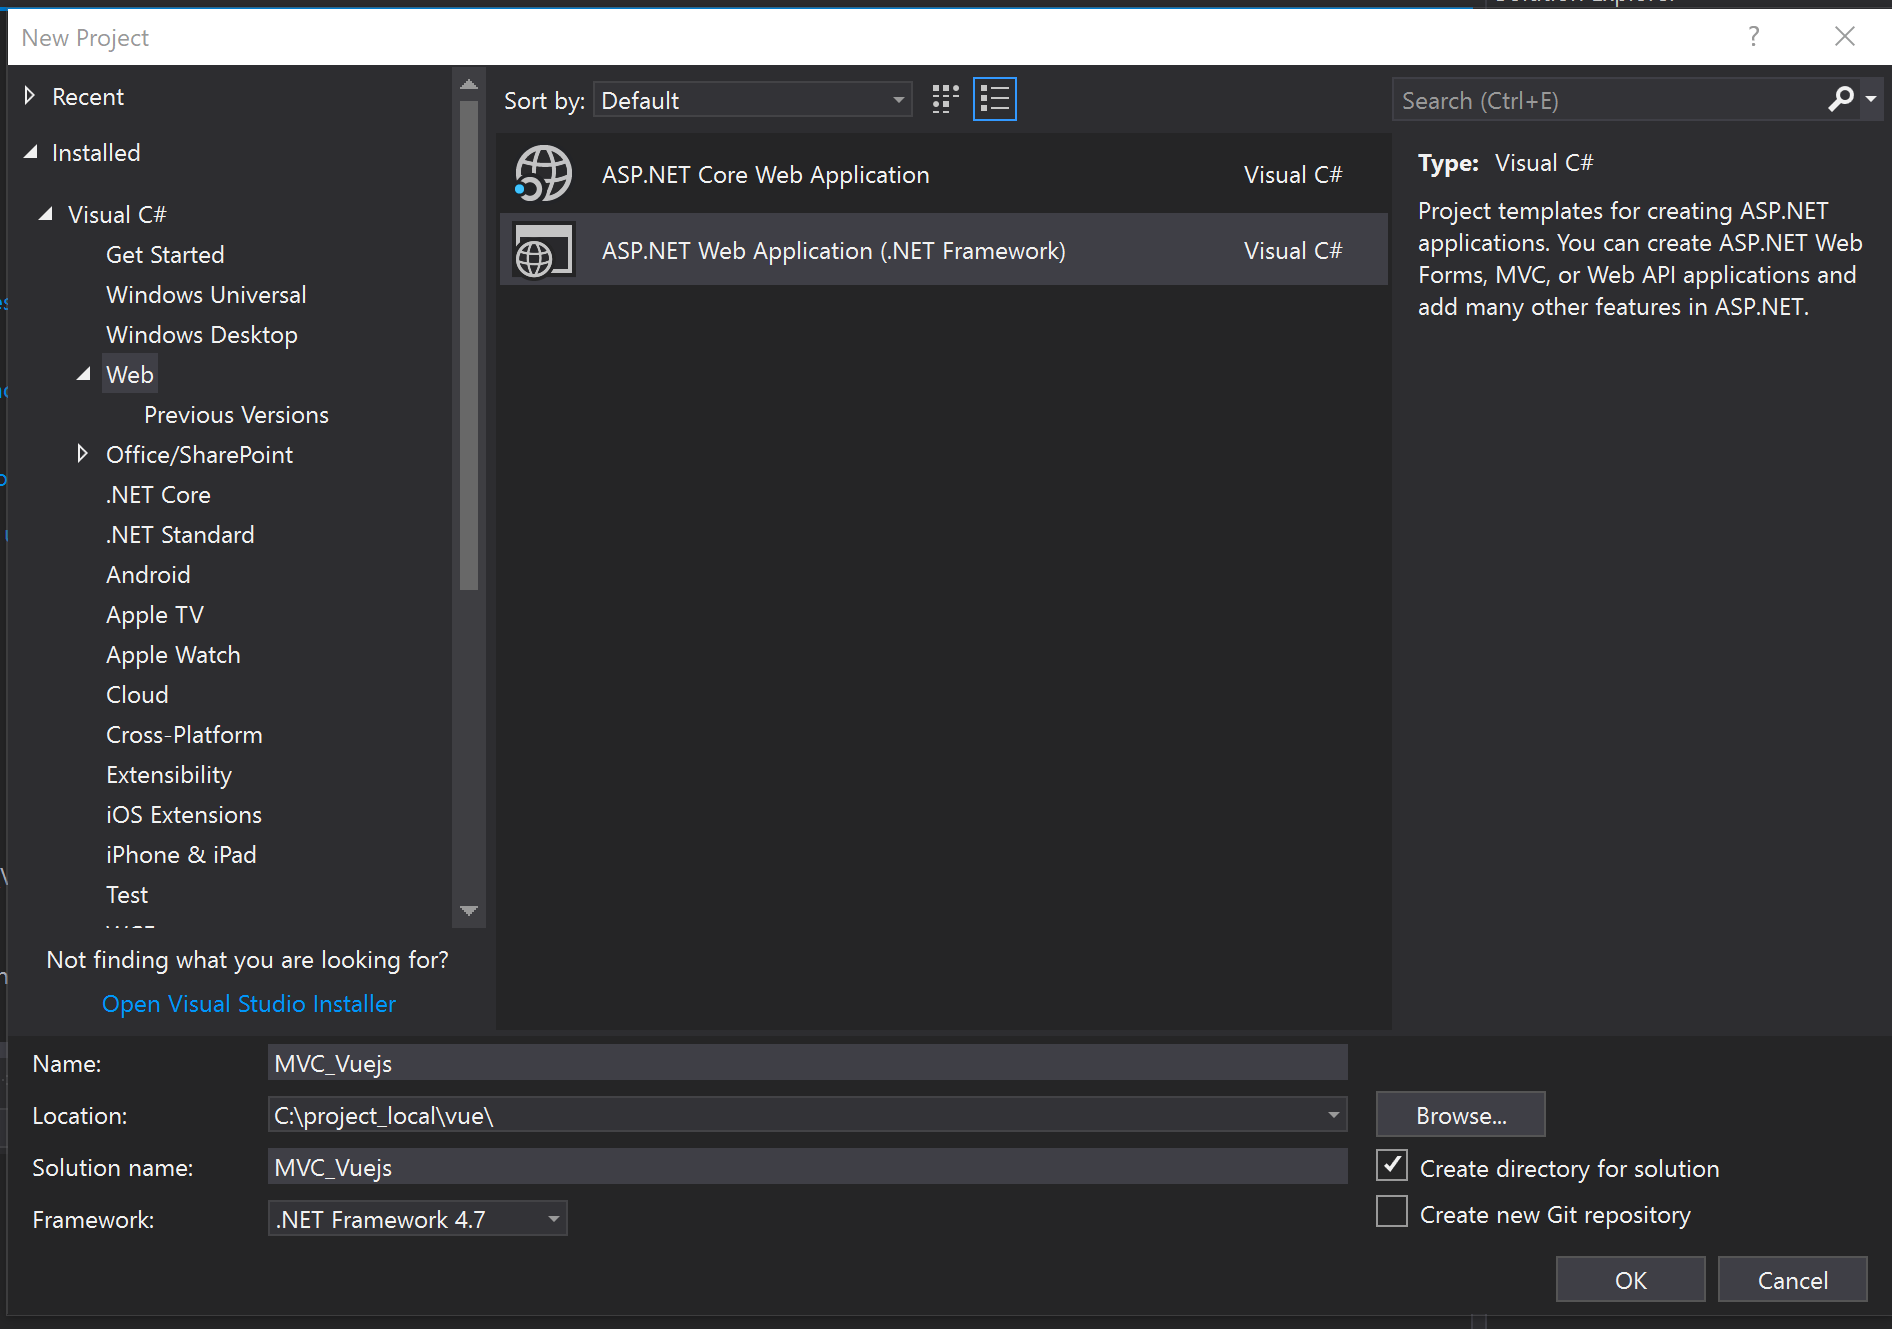 New Project
Recent
Installed
Visual C#
Get Started
Windows Universal
Windows Desktop
Web
Previous Versions
Office/SharePoint
.NET Core
.NET Standard
Android
Apple TV
Apple Watch
Cloud
Cross-Platform
Extensibility
iOS Extensions
iPhone & iPad
Test
Not finding what you are looking for?
Open Visual Studio Installer
Sort by: Default
ASP.NET Core Web Application Visual C#
ASP.NET Web Application (.NET Framework) Visual C#
Search (Ctrl+E)
Type: Visual C#
Project templates for creating ASP.NET
applications. You can create ASP.NET Web
Forms, MVC, or Web API applications and
add many other features in ASP.NET.
Name: MVC_Vuejs
Location: C:\project_local\vue\
Browse...
Solution name: MVC_Vuejs
Create directory for solution
Framework: .NET Framework 4.7
Create new Git repository
OK
Cancel